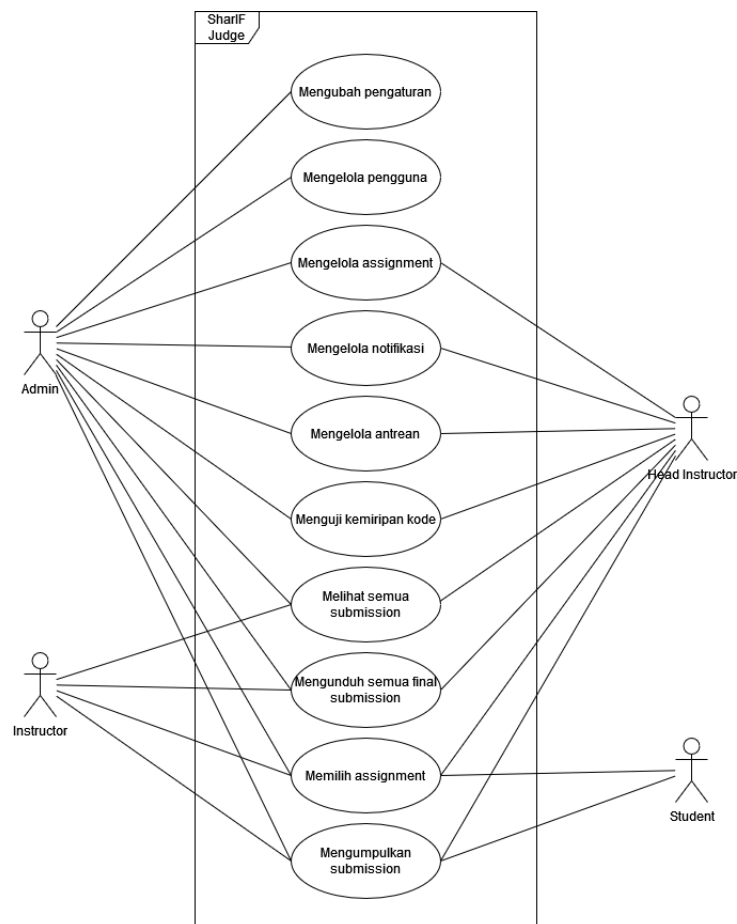 SharIF
Judge
Mengubah pengaturan
Mengelola pengguna
Mengelola assignment
Mengelola notifikasi
Admin
Mengelola antrean
Head Instructor
Menguji kemiripan kode
Melihat semua
submission
Mengunduh semua final
submission
Instructor
Memilih assignment
Student
Mengumpulkan
submission